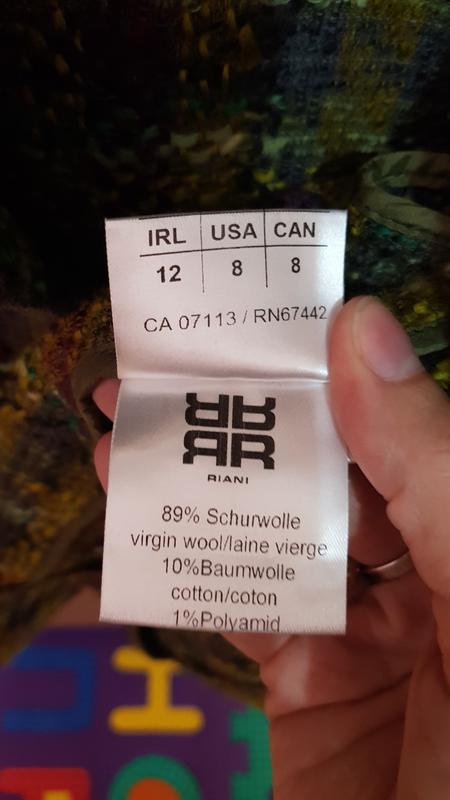 IRL USA CAN
12 8 8
CA 07113 / RN67442
RIANI
89% Schurwolle
virgin wool/laine vierge
10%Baumwolle
cotton/coton
1%Polyamid